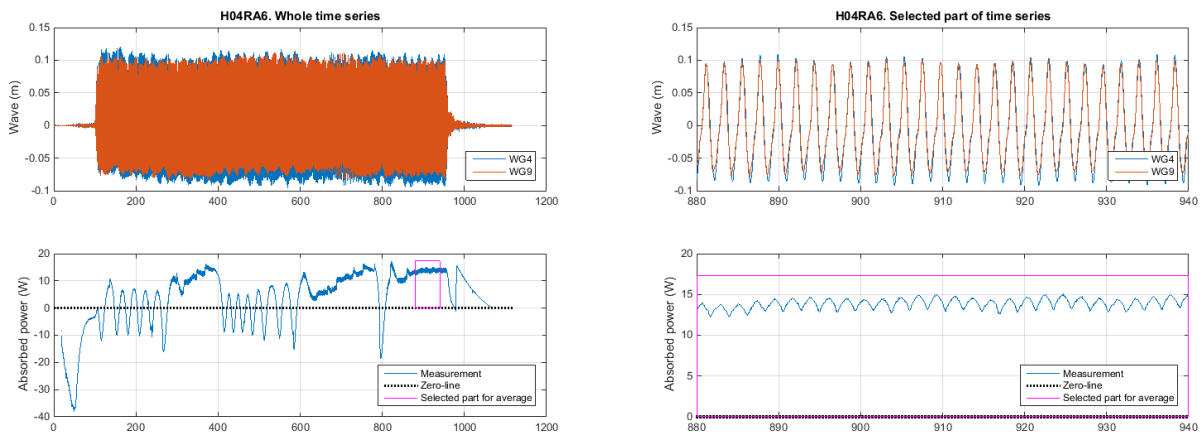 H04RA6. Whole time series
0.15
0.1
0.05
0
-0.05
-0.1
Wave (m)
WG4
WG9
0 200 400 600 800 1000 1200
H04RA6. Selected part of time series
0.15
0.1
0.05
0
-0.05
-0.1
Wave (m)
WG4
WG9
880 890 900 910 920 930 940
20
10
0
-10
-20
-30
-40
Absorbed power (W)
Measurement
Zero-line
Selected part for average
0 200 400 600 800 1000 1200
20
15
10
5
0
Absorbed power (W)
Measurement
Zero-line
Selected part for average
880 890 900 910 920 930 940